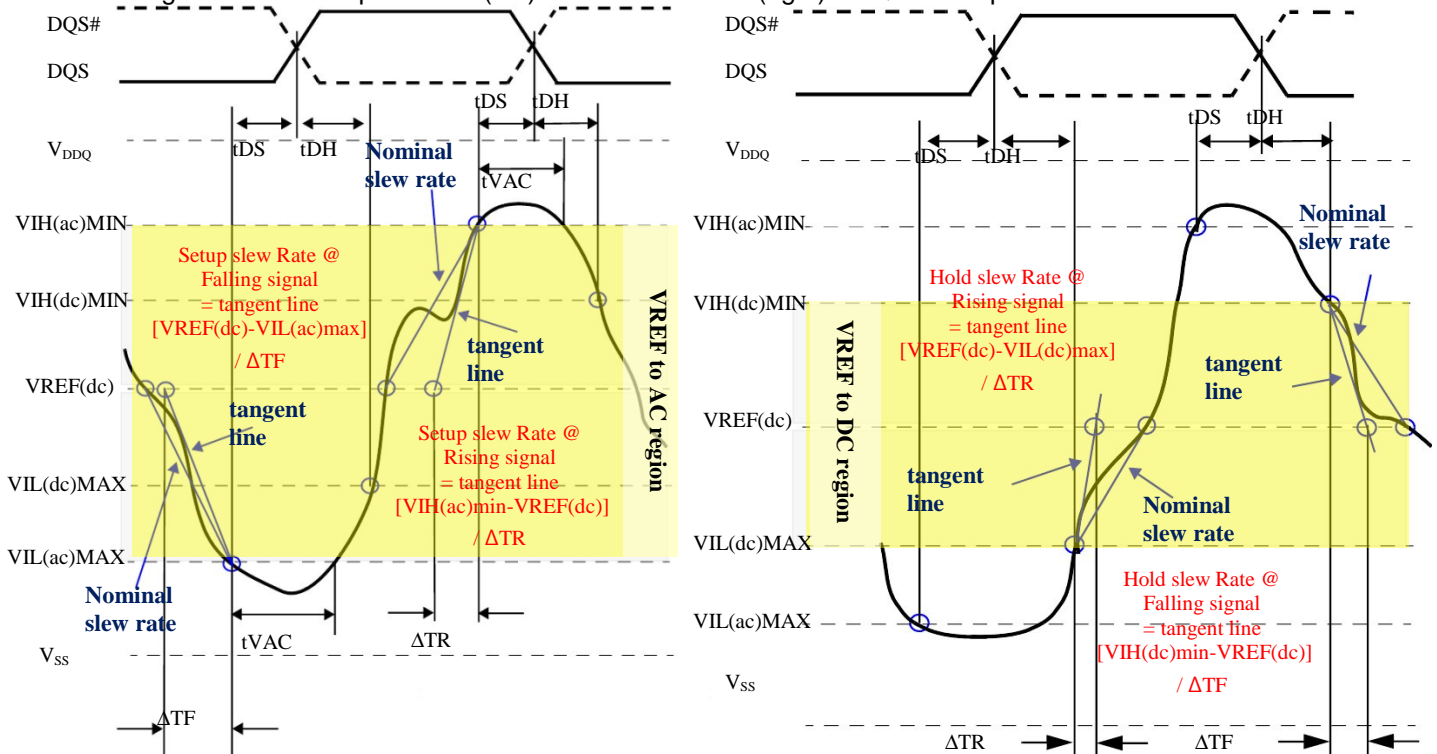 DQS#
DQS
tDS
tDH
tDS
tDH
VDDQ
Nominal
slew rate
tVAC
VIH(ac)MIN
Setup slew Rate @
Falling signal
= tangent line
[VREF(dc)-VIL(ac)max]
/ ΔTF
VIH(dc)MIN
tangent
line
VREF(dc)
tangent
line
Setup slew Rate @
Rising signal
= tangent line
[VIH(ac)min-VREF(dc)]
/ ΔTR
VREF to AC region
VIL(dc)MAX
VIL(ac)MAX
Nominal
slew rate
tVAC
ΔTR
VSS
ΔTF
DQS#
DQS
tDS
tDH
tDS
tDH
VDDQ
VIH(ac)MIN
Nominal
slew rate
Hold slew Rate @
Rising signal
= tangent line
[VREF(dc)-VIL(dc)max]
/ ΔTR
VIH(dc)MIN
VREF to DC region
tangent
line
VREF(dc)
tangent
line
Nominal
slew rate
VIL(dc)MAX
Hold slew Rate @
Falling signal
= tangent line
[VIH(dc)min-VREF(dc)]
/ ΔTF
VIL(ac)MAX
VSS
ΔTR
ΔTF